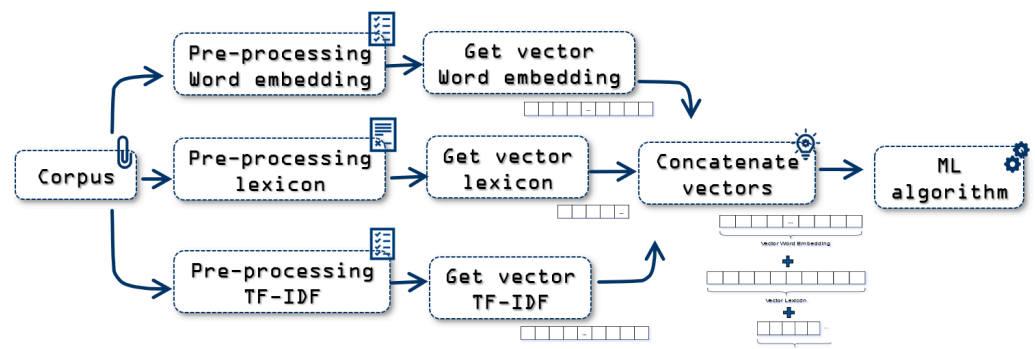 Pre-processing
Word embedding
Get vector
Word embedding
...
Corpus
Pre-processing
lexicon
Get vector
lexicon
...
Concatenate
vectors
ML
algorithm
...
Vector Word Embedding
+
Vector Lexicon
+
...
Pre-processing
TF-IDF
Get vector
TF-IDF
...